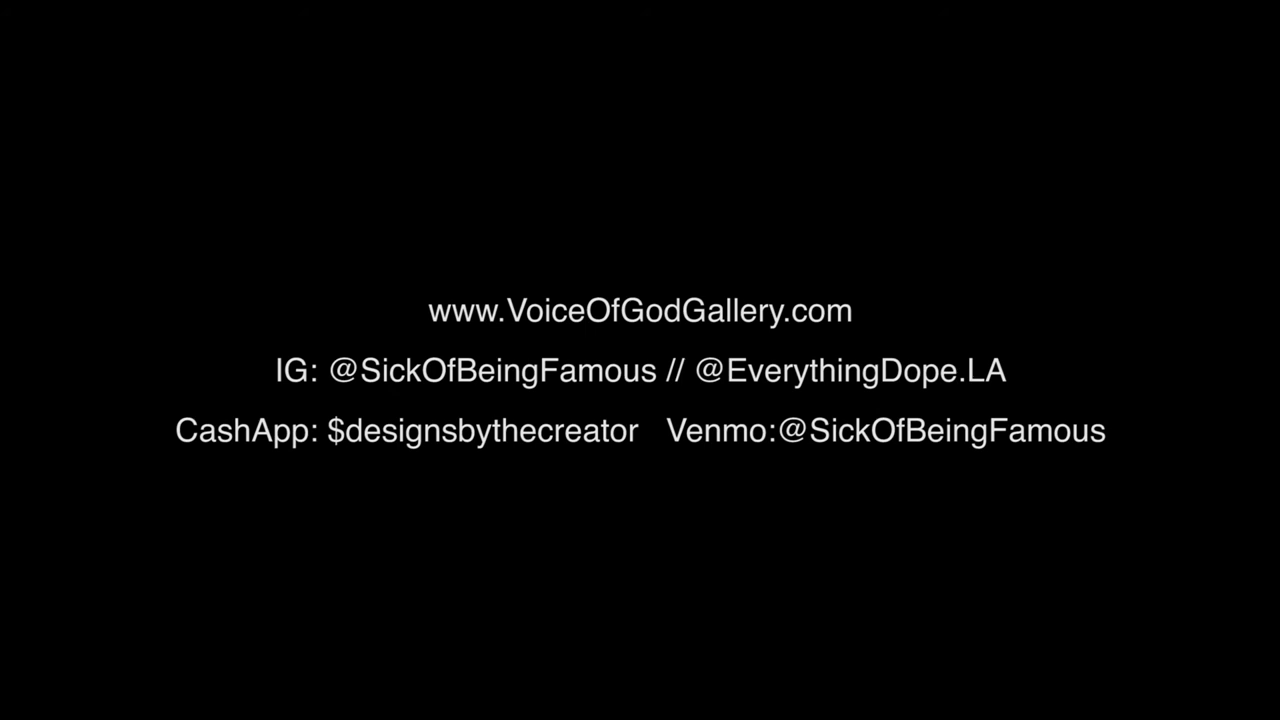 www.VoiceOfGodGallery.com
IG: @SickOfBeingFamous // @EverythingDope.LA
CashApp: $designsbythecreator Venmo:@SickOfBeingFamous